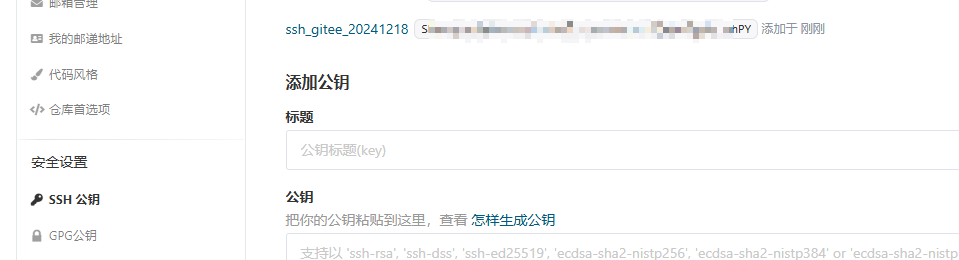 邮箱管理
我的邮递地址
代码风格
仓库首选项
安全设置
SSH 公钥
GPG公钥
ssh_gitee_20241218 添加于 刚刚
添加公钥
标题
公钥标题(key)
公钥
把你的公钥粘贴到这里，查看 怎样生成公钥
支持以 'ssh-rsa', 'ssh-dss', 'ssh-ed25519', 'ecdsa-sha2-nistp256', 'ecdsa-sha2-nistp384' or 'ecdsa-sha2-nistp